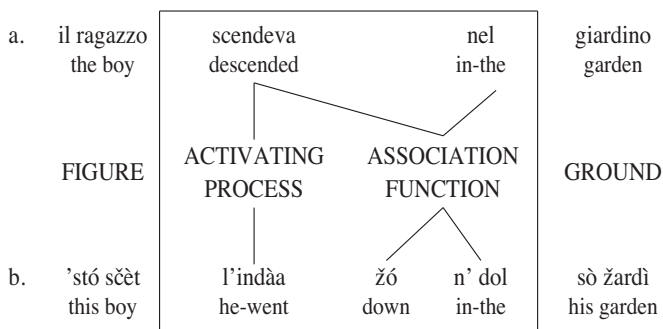 a. il ragazzo scendeva nel giardino
the boy descended in-the garden
ACTIVATING ASSOCIATION
FIGURE GROUND
PROCESS FUNCTION
b. 'stó sčèt l'indàa žó n' dol sò žardì
this boy he-went down in-the his garden